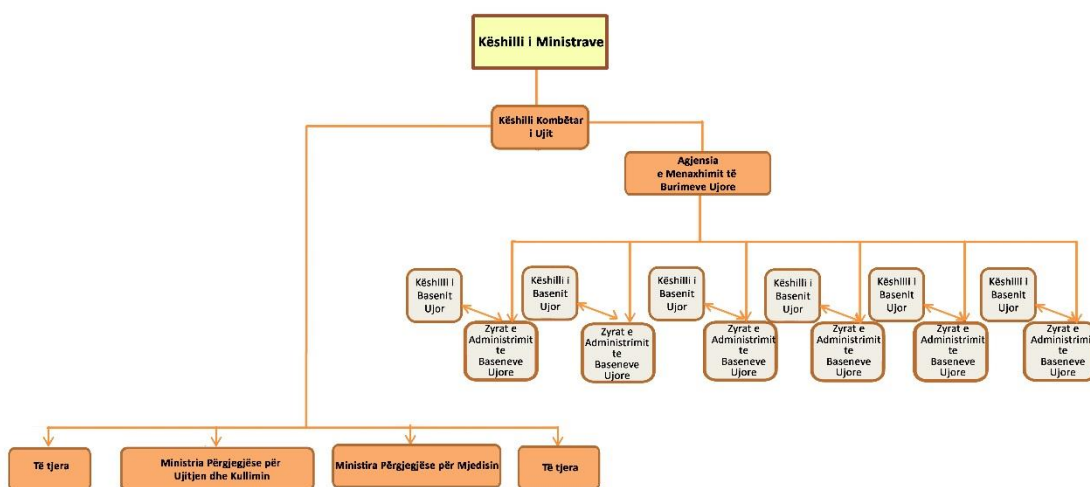 Këshilli i Ministrave
Këshilli Kombëtar
i Ujit
Agjensia
e Menaxhimit të
Burimeve Ujore
Këshilli i
Basenit
Ujor
Këshilli i
Basenit
Ujor
Këshilli i
Basenit
Ujor
Këshilli i
Basenit
Ujor
Këshilli i
Basenit
Ujor
Këshilli i
Basenit
Ujor
Zyrat e
Administrimit
te
Baseneve
Ujore
Zyrat e
Administrimit
te
Baseneve
Ujore
Zyrat e
Administrimit
te
Baseneve
Ujore
Zyrat e
Administrimit
te
Baseneve
Ujore
Zyrat e
Administrimit
te
Baseneve
Ujore
Zyrat e
Administrimit
te
Baseneve
Ujore
Të tjera
Ministria Përgjegjëse për
Ujitjen dhe Kullimin
Ministira Përgjegjëse për Mjedisin
Të tjera